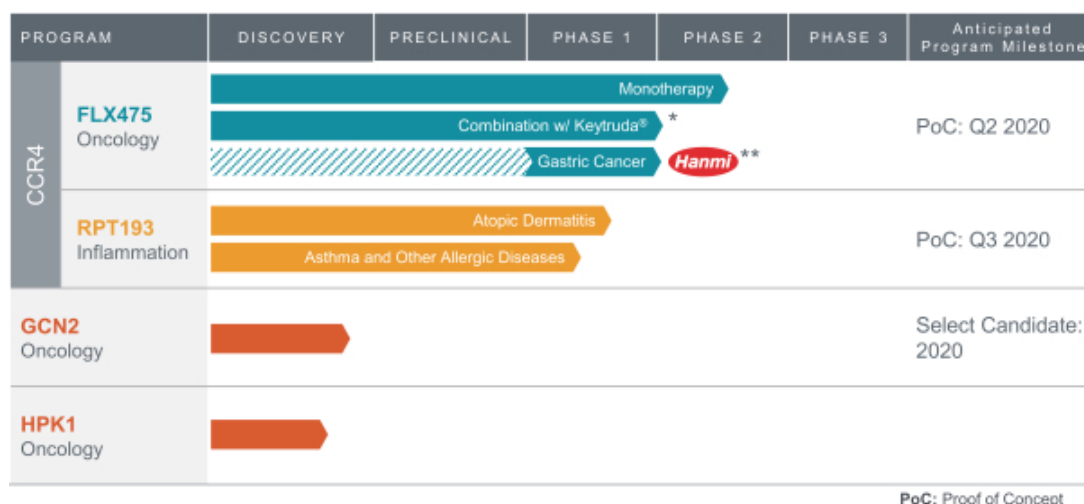 PROGRAM DISCOVERY PRECLINICAL PHASE 1 PHASE 2 PHASE 3 Anticipated
Program Milestone
CCR4
FLX475
Oncology
Monotherapy
Combination w/ Keytruda® *
Gastric Cancer Hanmi **
PoC: Q2 2020
RPT193
Inflammation
Atopic Dermatitis
Asthma and Other Allergic Diseases
PoC: Q3 2020
GCN2
Oncology
Select Candidate:
2020
HPK1
Oncology
PoC: Proof of Concept